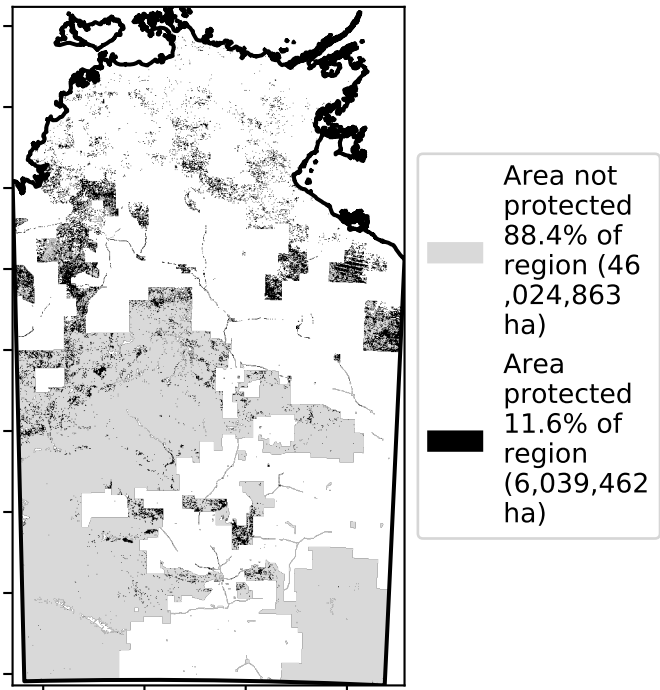 Area not
protected
88.4% of
region (46
,024,863
ha)
Area
protected
11.6% of
region
(6,039,462
ha)